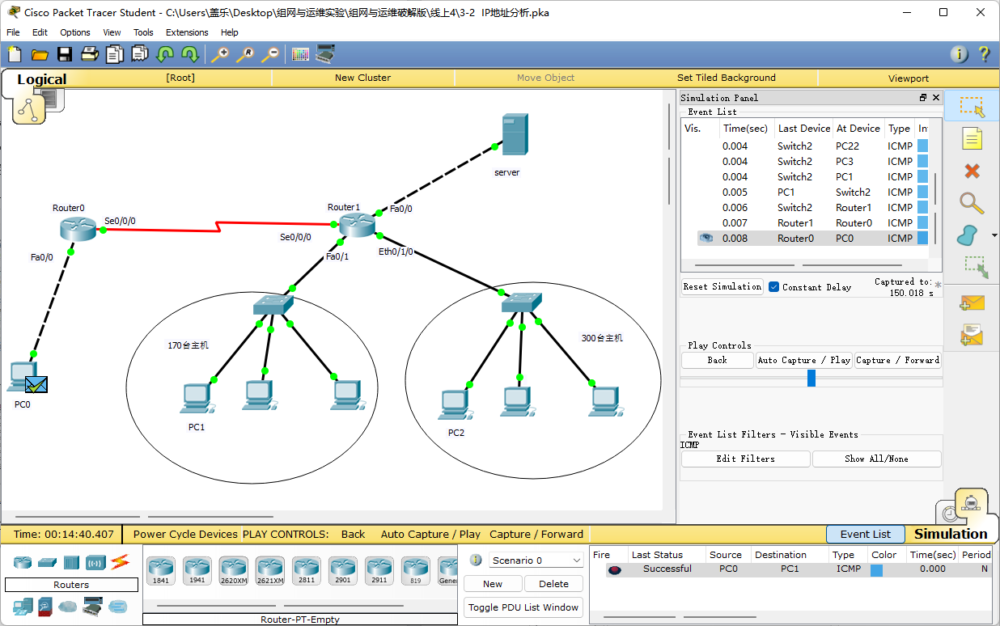 Cisco Packet Tracer Student - C:\Users\盖乐\Desktop\组网与运维实验\组网与运维破解版\线上4\3-2 IP地址分析.pka
File Edit Options View Tools Extensions Help
Logical [Root] New Cluster Move Object Set Tiled Background Viewport
server
Router0
Se0/0/0
Fa0/0
Router1
Fa0/0
Se0/0/0
Fa0/1
Eth0/1/0
170台主机
300台主机
PC0
PC1
PC2
Simulation Panel
Event List
Vis. Time(sec) Last Device At Device Type In
0.004 Switch2 PC22 ICMP
0.004 Switch2 PC3 ICMP
0.004 Switch2 PC1 ICMP
0.005 PC1 Switch2 ICMP
0.006 Switch2 Router1 ICMP
0.007 Router1 Router0 ICMP
0.008 Router0 PC0 ICMP
Reset Simulation Constant Delay Captured to: *
150.018 s
Play Controls
Back Auto Capture / Play Capture / Forward
Event List Filters - Visible Events
ICMP
Edit Filters Show All/None
Time: 00:14:40.407 Power Cycle Devices PLAY CONTROLS: Back Auto Capture / Play Capture / Forward Event List Simulation
Routers
1841 1941 2620XM 2621XM 2811 2901 2911 819 Gener
Router-PT-Empty
Scenario 0
New Delete
Toggle PDU List Window
Fire Last Status Source Destination Type Color Time(sec) Period
Successful PC0 PC1 ICMP 0.000 N